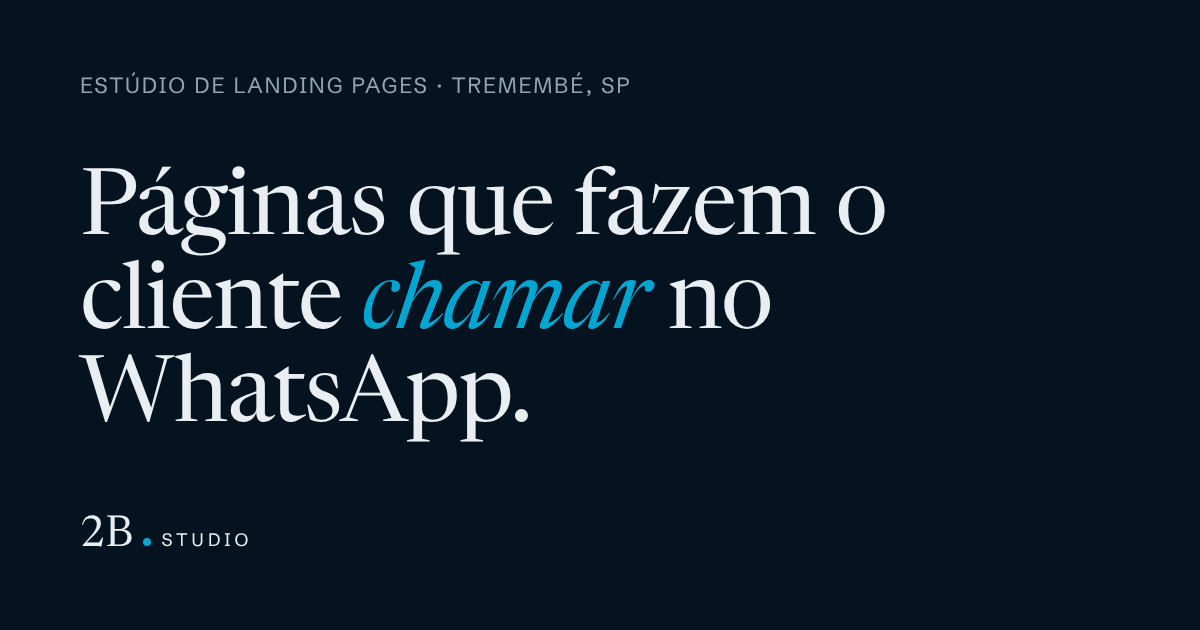 ESTÚDIO DE LANDING PAGES · TREMEMBÉ, SP
Páginas que fazem o
cliente chamar no
WhatsApp.
2B . STUDIO